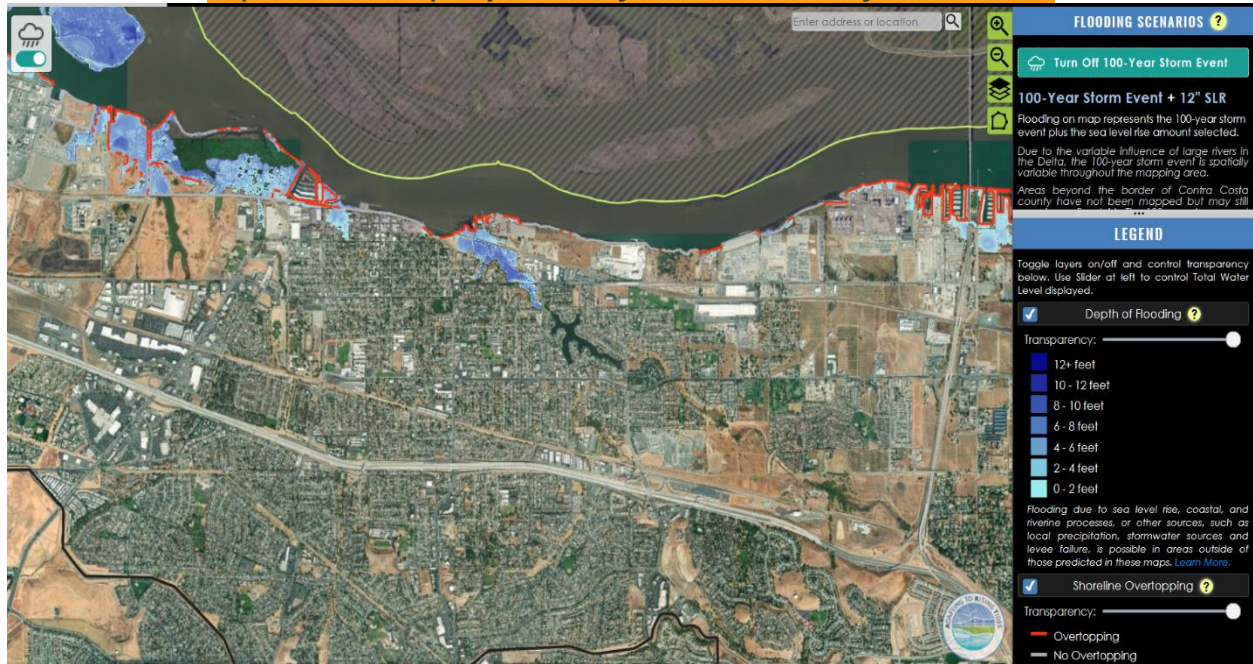 Enter address or location
FLOODING SCENARIOS ?
Turn Off 100-Year Storm Event
100-Year Storm Event + 12" SLR
Flooding on map represents the 100-year storm
event plus the sea level rise amount selected.
Due to the variable influence of large rivers in
the Delta, the 100-year storm event is spatially
variable throughout the mapping area.
Areas beyond the border of Contra Costa
county have not been mapped but may still
LEGEND
Toggle layers on/off and control transparency
below. Use Slider at left to control Total Water
Level displayed.
Depth of Flooding ?
Transparency:
12+ feet
10 - 12 feet
8 - 10 feet
6 - 8 feet
4 - 6 feet
2 - 4 feet
0 - 2 feet
Flooding due to sea level rise, coastal, and
riverine processes, or other sources, such as
local precipitation, stormwater sources and
levee failure, is possible in areas outside of
those predicted in these maps. Learn More.
Shoreline Overtopping ?
Transparency:
Overtopping
No Overtopping
ADAPTING TO RISING TIDES